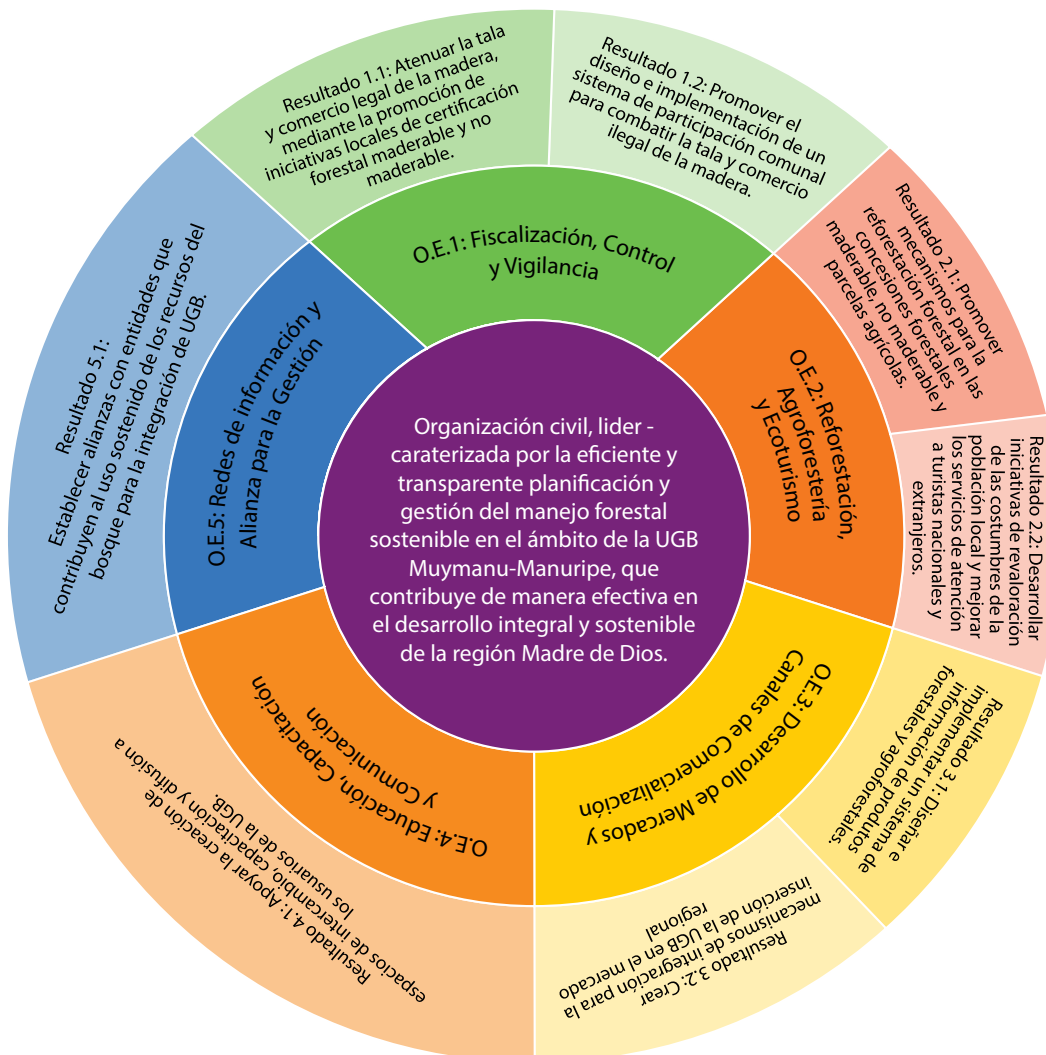 Organización civil, lider -
caraterizada por la eficiente y
transparente planificación y
gestión del manejo forestal
sostenible en el ámbito de la UGB
Muymanu-Manuripe, que
contribuye de manera efectiva en
el desarrollo integral y sostenible
de la región Madre de Dios.
O.E.1: Fiscalización, Control
y Vigilancia
Resultado 1.1: Atenuar la tala
y comercio legal de la madera,
mediante la promoción de
iniciativas locales de certificación
forestal maderable y no
maderable.
Resultado 1.2: Promover el
diseño e implementación de un
sistema de participación comunal
para combatir la tala y comercio
ilegal de la madera.
O.E.2: Reforestación,
Agroforestería
y Ecoturismo
Resultado 2.1: Promover
mecanismos para la
reforestación forestal en las
concesiones forestales
maderable, no maderable y
parcelas agrícolas.
Resultado 2.2: Desarrollar
iniciativas de revaloración
de las costumbres de la
población local y mejorar
los servicios de atención
a turistas nacionales y
extranjeros.
O.E.3: Desarrollo de Mercados y
Canales de Comercialización
Resultado 3.1: Diseñar e
implementar un sistema de
información de produtos
forestales y agroforestales.
Resultado 3.2: Crear
mecanismos de integración para la
inserción de la UGB en el mercado
regional
O.E.4: Educación, Capacitación
y Comunicación
Resultado 4.1: Apoyar la creación de
espacios de intercambio, capacitación y difusión a
los usuarios de la UGB.
O.E.5: Redes de información y
Alianza para la Gestión
Resultado 5.1:
Establecer alianzas con entidades que
contribuyen al uso sostenido de los recursos del
bosque para la integración de UGB.